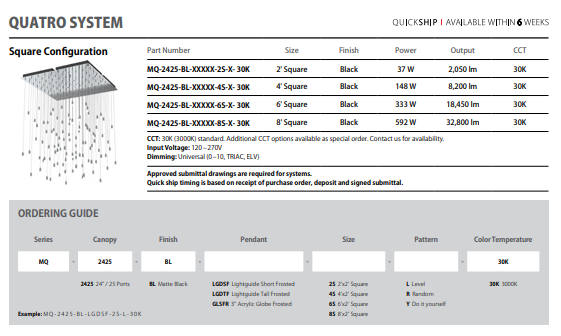 QUATRO SYSTEM
QUICKSHIP | AVAILABLE WITHIN 6 WEEKS
Square Configuration
Part Number Size Finish Power Output CCT
MQ-2425-BL-XXXXX-2S-X- 30K 2' Square Black 37 W 2,050 lm 30K
MQ-2425-BL-XXXXX-4S-X- 30K 4' Square Black 148 W 8,200 lm 30K
MQ-2425-BL-XXXXX-6S-X- 30K 6' Square Black 333 W 18,450 lm 30K
MQ-2425-BL-XXXXX-8S-X- 30K 8' Square Black 592 W 32,800 lm 30K
CCT: 30K (3000K) standard. Additional CCT options available as special order. Contact us for availability.
Input Voltage: 120 – 270V
Dimming: Universal (0–10, TRIAC, ELV)
Approved submittal drawings are required for systems.
Quick ship timing is based on receipt of purchase order, deposit and signed submittal.
ORDERING GUIDE
Series Canopy Finish Pendant Size Pattern Color Temperature
MQ - 2425 - BL - - - - 30K
2425 24" / 25 Ports BL Matte Black LGDSF Lightguide Short Frosted 2S 2'x2' Square L Level 30K 3000K
LGDTF Lightguide Tall Frosted 4S 4'x2' Square R Random
GLSFR 3" Acrylic Globe Frosted 6S 6'x2' Square Y Do it yourself
8S 8'x2' Square
Example: MQ-2425-BL-LGDSF-2S-L-30K